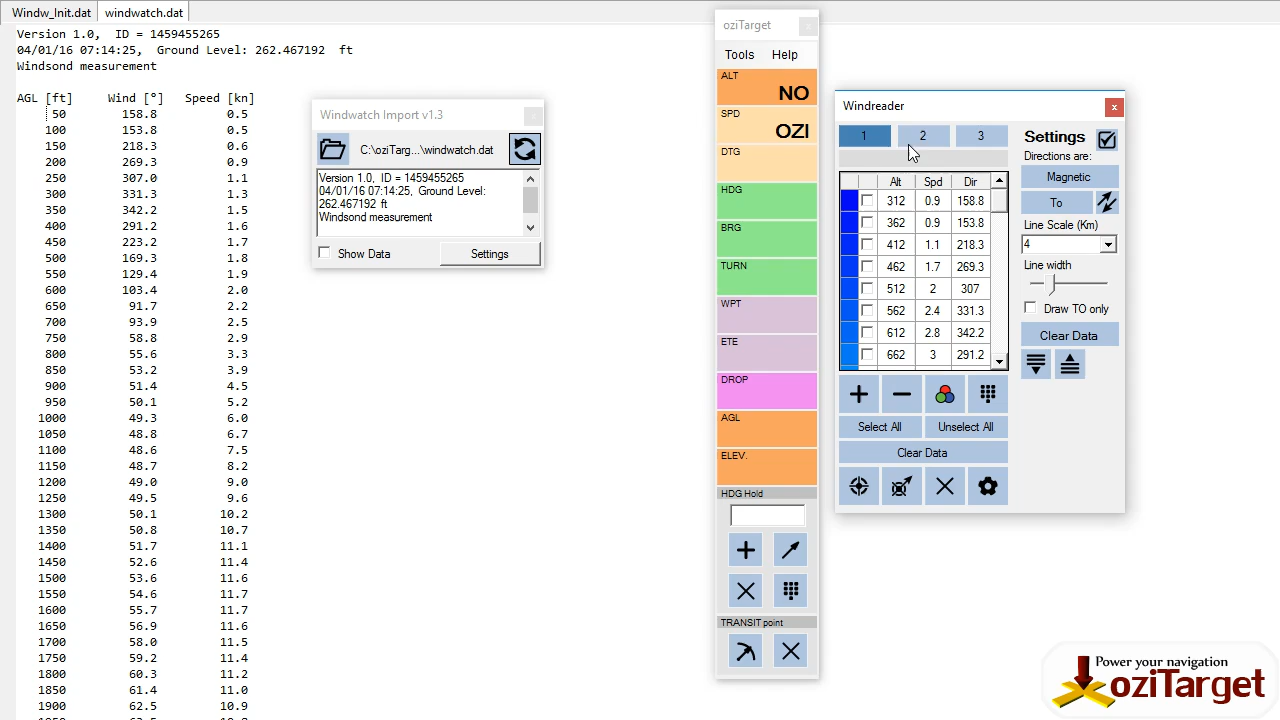 Windw_Init.dat windwatch.dat
Version 1.0, ID = 1459455265
04/01/16 07:14:25, Ground Level: 262.467192 ft
Windsond measurement
AGL [ft] Wind [°] Speed [kn]
50 158.8 0.5
100 153.8 0.5
150 218.3 0.6
200 269.3 0.9
250 307.0 1.1
300 331.3 1.3
350 342.2 1.5
400 291.2 1.6
450 223.2 1.7
500 169.3 1.8
550 129.4 1.9
600 103.4 2.0
650 91.7 2.2
700 93.9 2.5
750 58.8 2.9
800 55.6 3.3
850 53.2 3.9
900 51.4 4.5
950 50.1 5.2
1000 49.3 6.0
1050 48.8 6.7
1100 48.6 7.5
1150 48.7 8.2
1200 49.0 9.0
1250 49.5 9.6
1300 50.1 10.2
1350 50.8 10.7
1400 51.7 11.1
1450 52.6 11.4
1500 53.6 11.6
1550 54.6 11.7
1600 55.7 11.7
1650 56.9 11.6
1700 58.0 11.5
1750 59.2 11.4
1800 60.3 11.2
1850 61.4 11.0
1900 62.5 10.9
Windwatch Import v1.3
C:\oziTarg...\windwatch.dat
Version 1.0, ID = 1459455265
04/01/16 07:14:25, Ground Level:
262.467192 ft
Windsond measurement
Show Data Settings
oziTarget
Tools Help
ALT
NO
SPD
OZI
DTG
HDG
BRG
TURN
WPT
ETE
DROP
AGL
ELEV.
HDG Hold
TRANSIT point
Windreader
1 2 3
Alt Spd Dir
312 0.9 158.8
362 0.9 153.8
412 1.1 218.3
462 1.7 269.3
512 2 307
562 2.4 331.3
612 2.8 342.2
662 3 291.2
Select All Unselect All
Clear Data
Settings
Directions are:
Magnetic
To
Line Scale (Km)
4
Line width
Draw TO only
Clear Data
Power your navigation
oziTarget